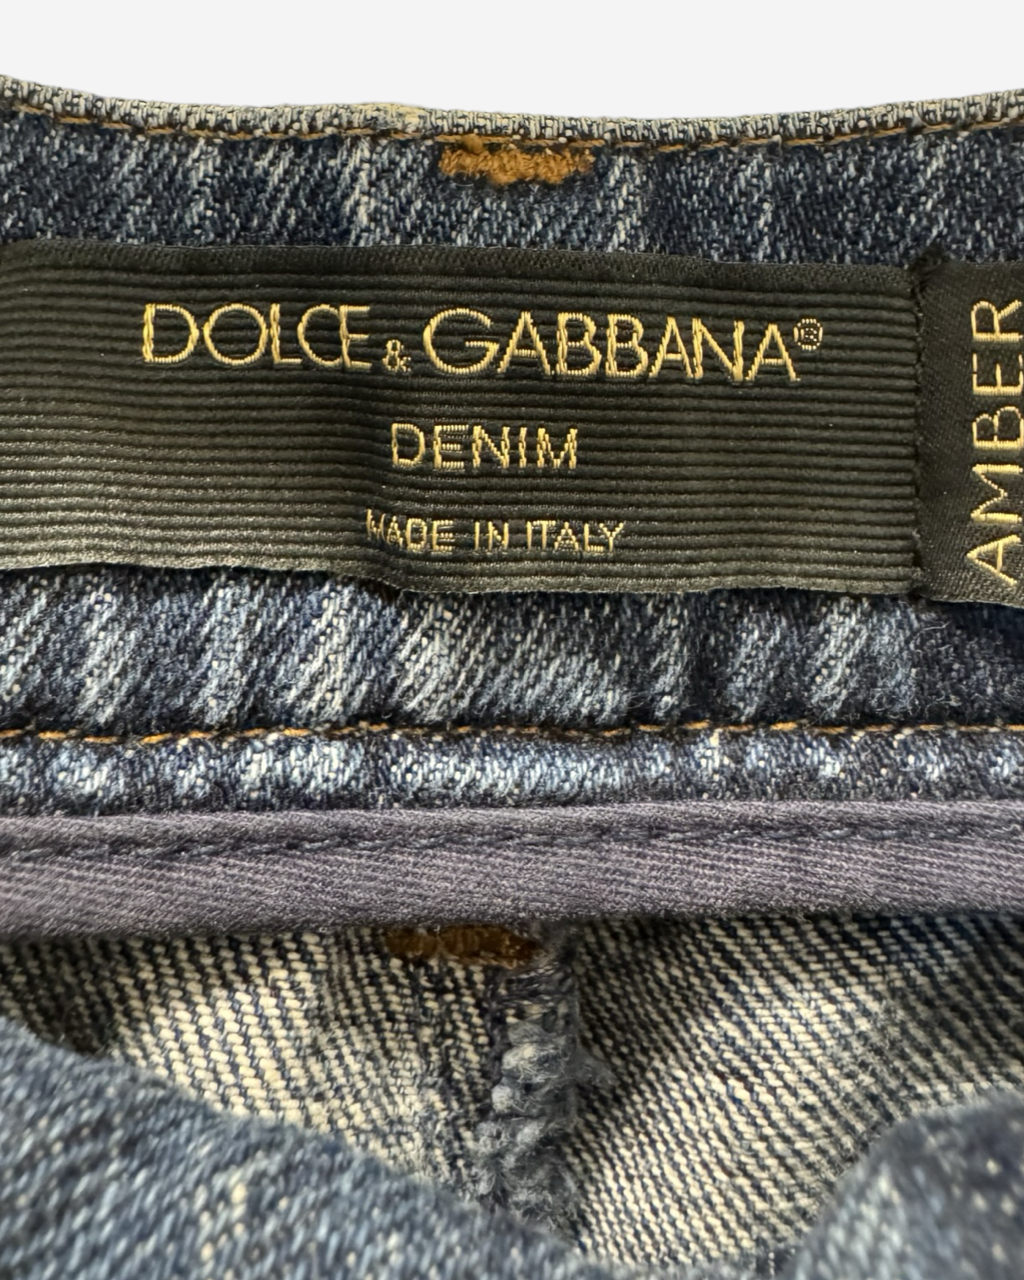 DOLCE & GABBANA®
DENIM
MADE IN ITALY
AMBER